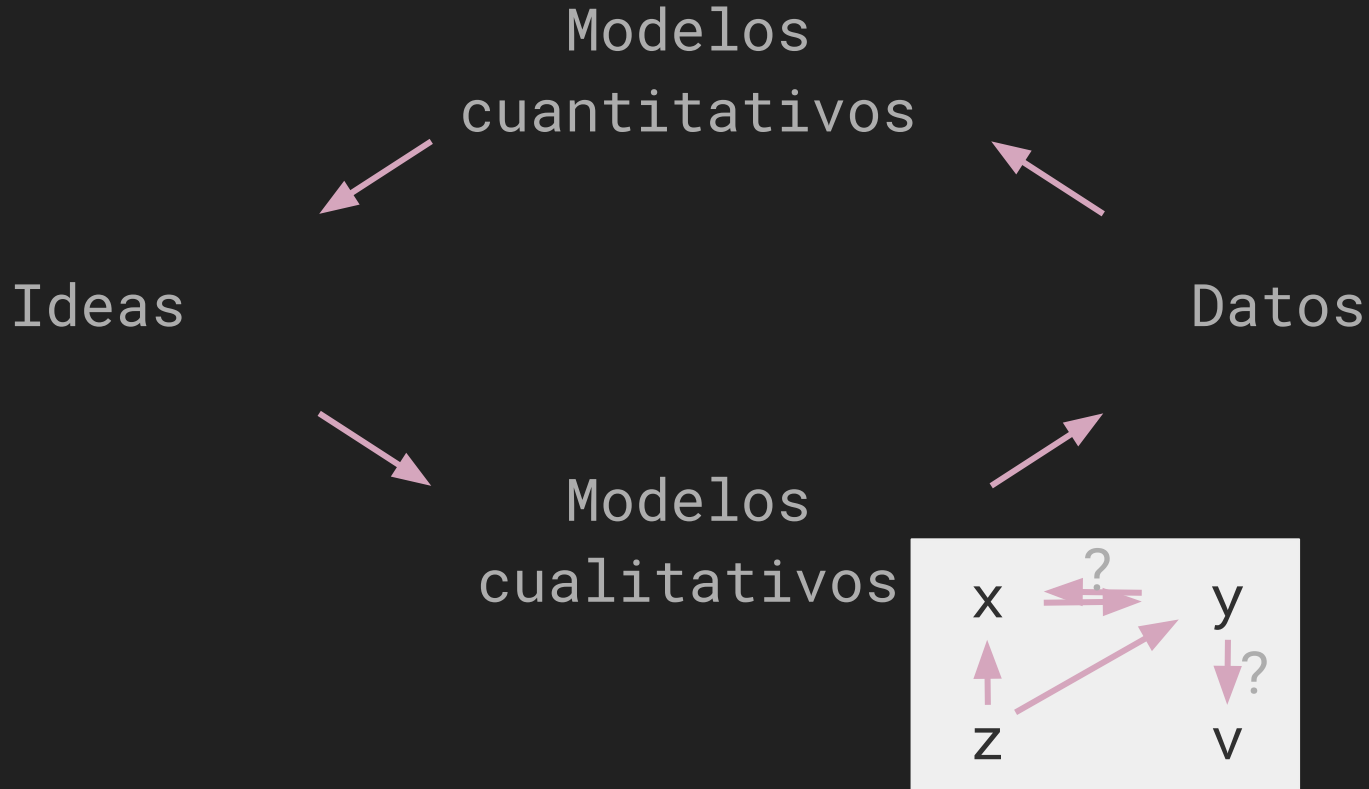 Modelos
cuantitativos
Ideas
Datos
Modelos
cualitativos
?
x
y
?
z
v